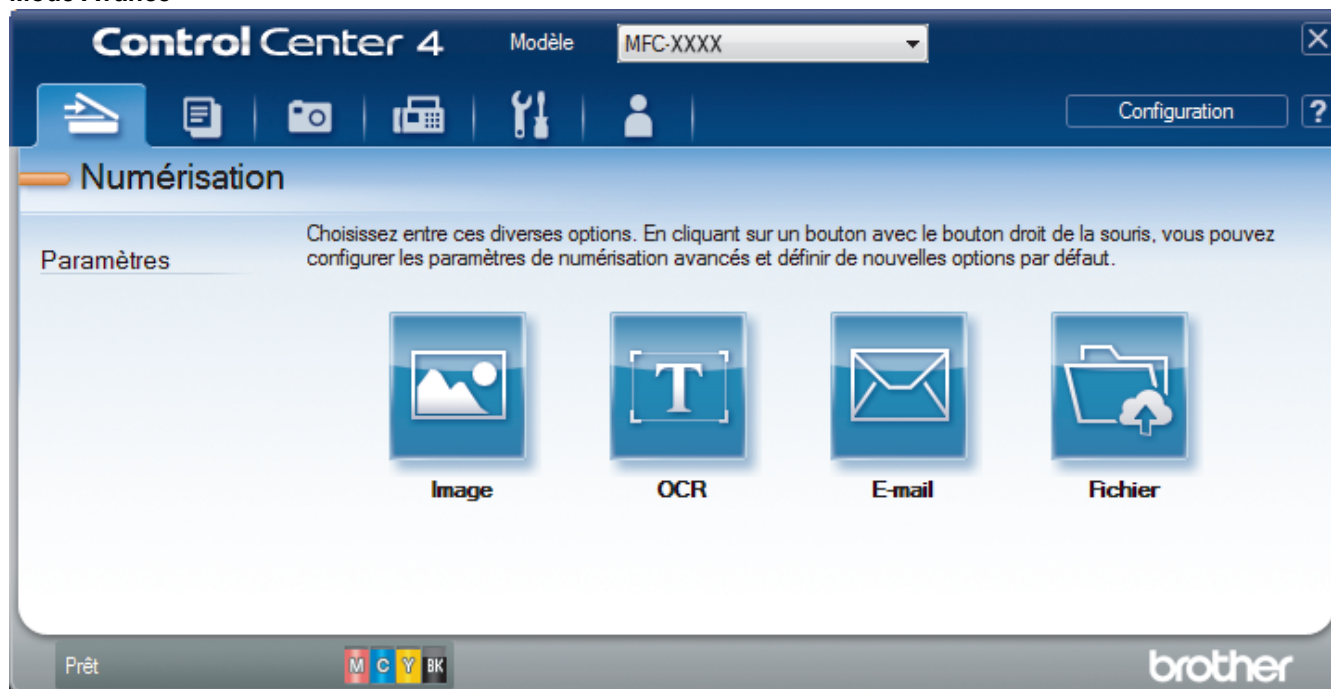 Control Center 4 Modèle MFC-XXXX
Configuration ?
Numérisation
Paramètres
Choisissez entre ces diverses options. En cliquant sur un bouton avec le bouton droit de la souris, vous pouvez
configurer les paramètres de numérisation avancés et définir de nouvelles options par défaut.
T
Image OCR E-mail Fichier
Prêt M C Y BK brother